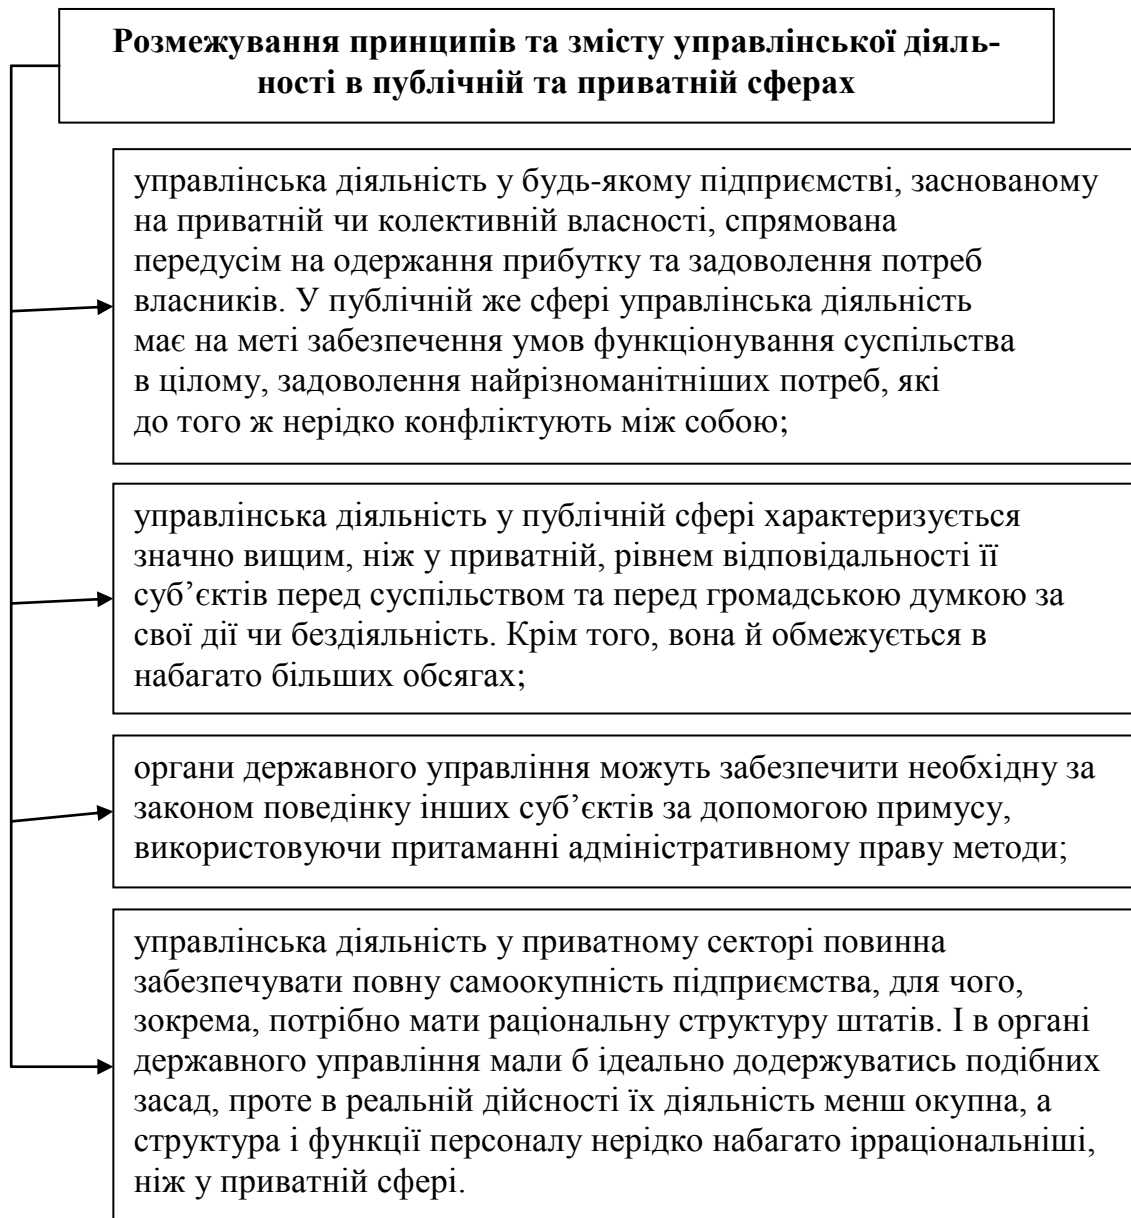 Розмежування принципів та змісту управлінської діяль-
ності в публічній та приватній сферах
управлінська діяльність у будь-якому підприємстві, заснованому
на приватній чи колективній власності, спрямована
передусім на одержання прибутку та задоволення потреб
власників. У публічній же сфері управлінська діяльність
має на меті забезпечення умов функціонування суспільства
в цілому, задоволення найрізноманітніших потреб, які
до того ж нерідко конфліктують між собою;
управлінська діяльність у публічній сфері характеризується
значно вищим, ніж у приватній, рівнем відповідальності її
суб’єктів перед суспільством та перед громадською думкою за
свої дії чи бездіяльність. Крім того, вона й обмежується в
набагато більших обсягах;
органи державного управління можуть забезпечити необхідну за
законом поведінку інших суб’єктів за допомогою примусу,
використовуючи притаманні адміністративному праву методи;
управлінська діяльність у приватному секторі повинна
забезпечувати повну самоокупність підприємства, для чого,
зокрема, потрібно мати раціональну структуру штатів. І в органі
державного управління мали б ідеально додержуватись подібних
засад, проте в реальній дійсності їх діяльність менш окупна, а
структура і функції персоналу нерідко набагато ірраціональніші,
ніж у приватній сфері.